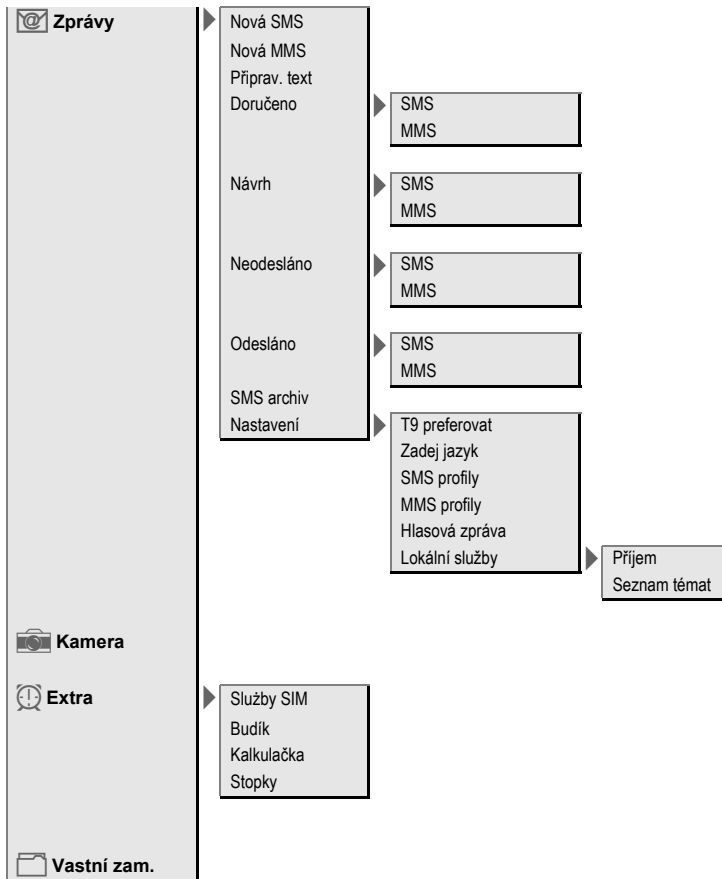 Zprávy
Nová SMS
Nová MMS
Připrav. text
Doručeno
SMS
MMS
Návrh
SMS
MMS
Neodesláno
SMS
MMS
Odesláno
SMS
MMS
SMS archiv
Nastavení
T9 preferovat
Zadej jazyk
SMS profily
MMS profily
Hlasová zpráva
Lokální služby
Příjem
Seznam témat
Kamera
Extra
Služby SIM
Budík
Kalkulačka
Stopky
Vastní zam.